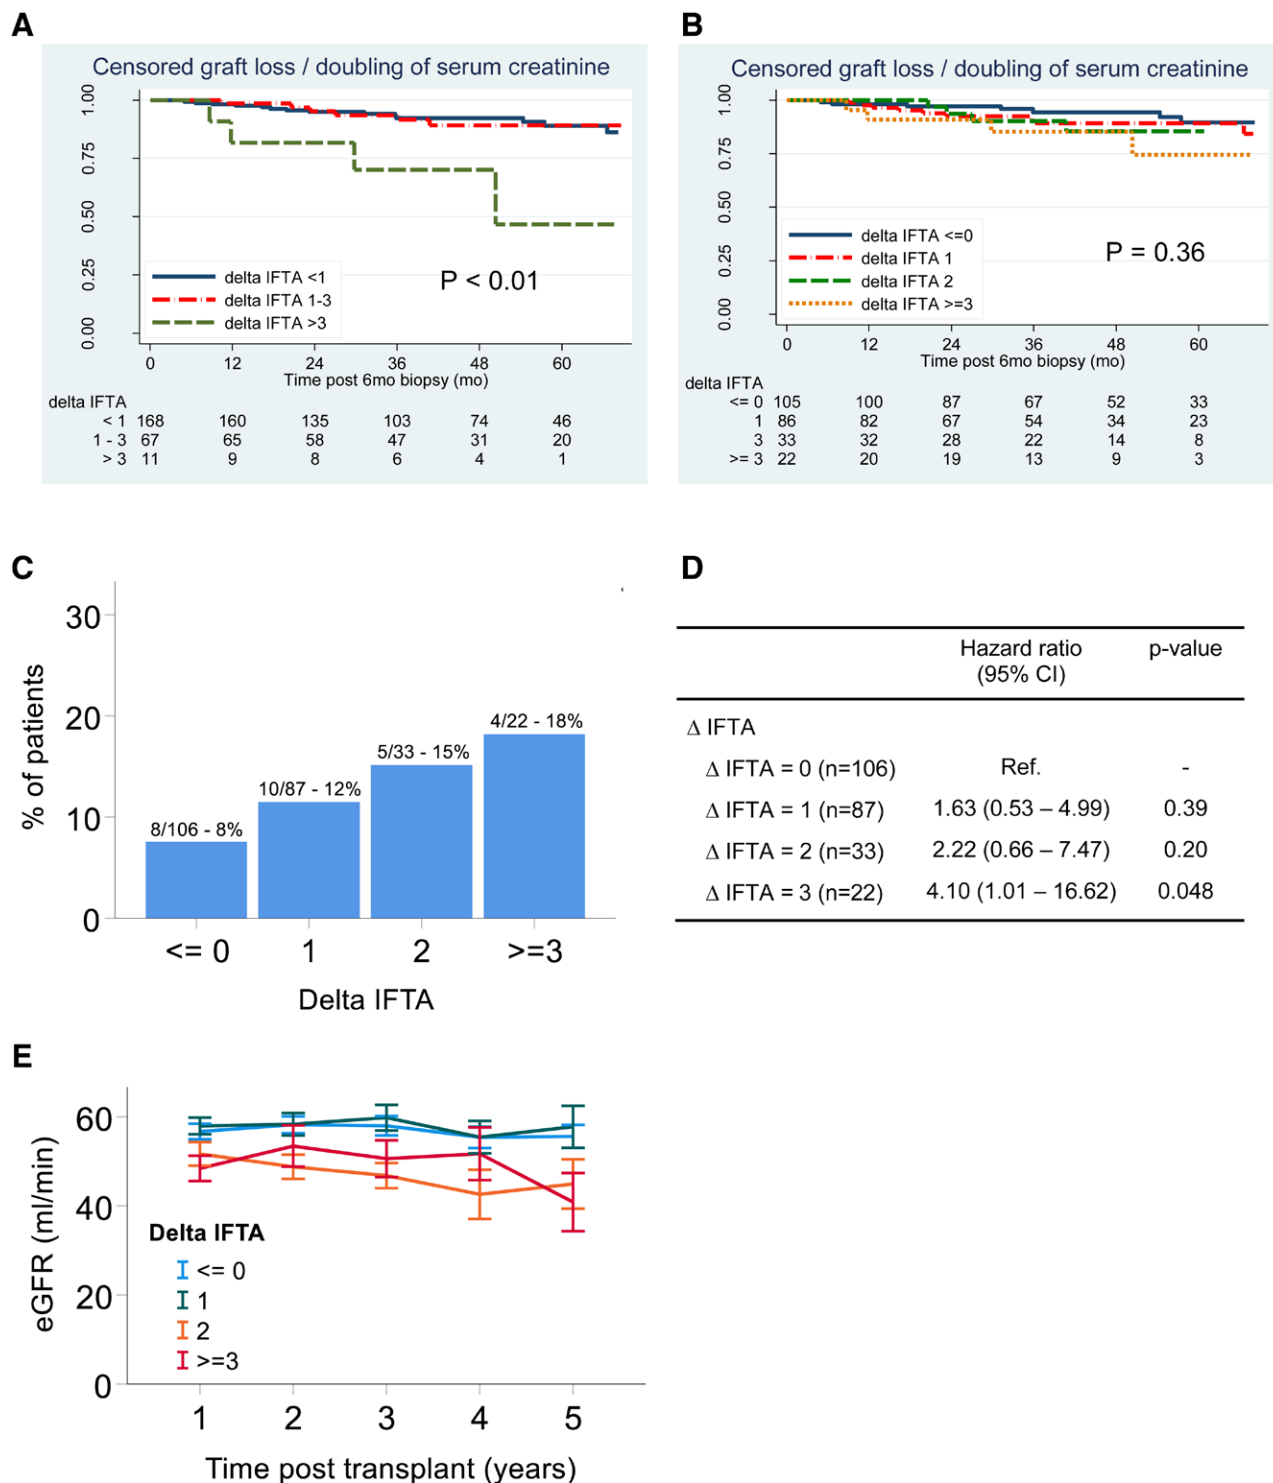 A
Censored graft loss / doubling of serum creatinine
1.00
0.75
0.50
0.25
0.00
delta IFTA <1
delta IFTA 1-3
delta IFTA >3
P < 0.01
0 12 24 36 48 60
Time post 6mo biopsy (mo)
delta IFTA
< 1 168 160 135 103 74 46
1 - 3 67 65 58 47 31 20
> 3 11 9 8 6 4 1
B
Censored graft loss / doubling of serum creatinine
1.00
0.75
0.50
0.25
0.00
delta IFTA <=0
delta IFTA 1
delta IFTA 2
delta IFTA >=3
P = 0.36
0 12 24 36 48 60
Time post 6mo biopsy (mo)
delta IFTA
<= 0 105 100 87 67 52 33
1 86 82 67 54 34 23
3 33 32 28 22 14 8
>= 3 22 20 19 13 9 3
C
% of patients
30
20
10
0
8/106 - 8%
10/87 - 12%
5/33 - 15%
4/22 - 18%
<= 0 1 2 >=3
Delta IFTA
D
Hazard ratio p-value
(95% CI)
Δ IFTA
Δ IFTA = 0 (n=106) Ref. -
Δ IFTA = 1 (n=87) 1.63 (0.53 – 4.99) 0.39
Δ IFTA = 2 (n=33) 2.22 (0.66 – 7.47) 0.20
Δ IFTA = 3 (n=22) 4.10 (1.01 – 16.62) 0.048
E
eGFR (ml/min)
60
40
20
0
Delta IFTA
<= 0
1
2
>=3
1 2 3 4 5
Time post transplant (years)